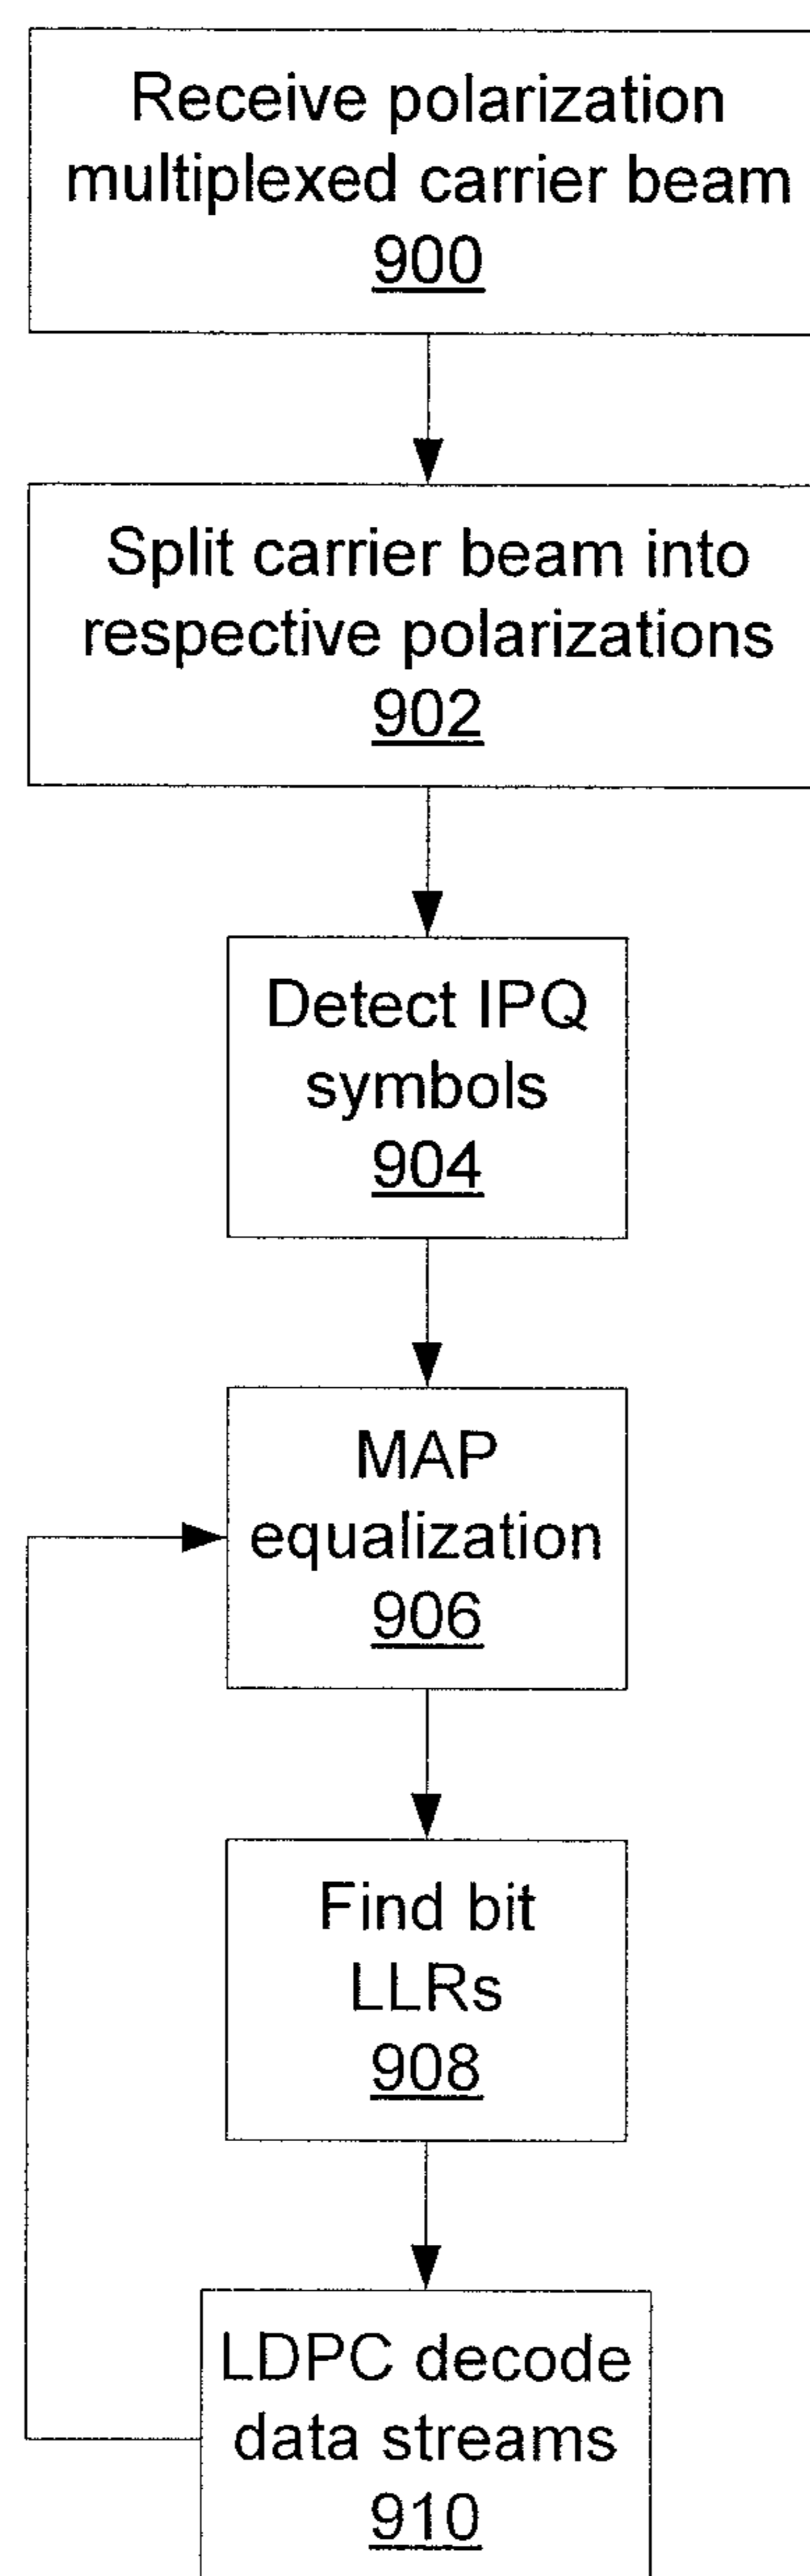 Receive polarization
multiplexed carrier beam
900
Split carrier beam into
respective polarizations
902
Detect IPQ
symbols
904
MAP
equalization
906
Find bit
LLRs
908
LDPC decode
data streams
910